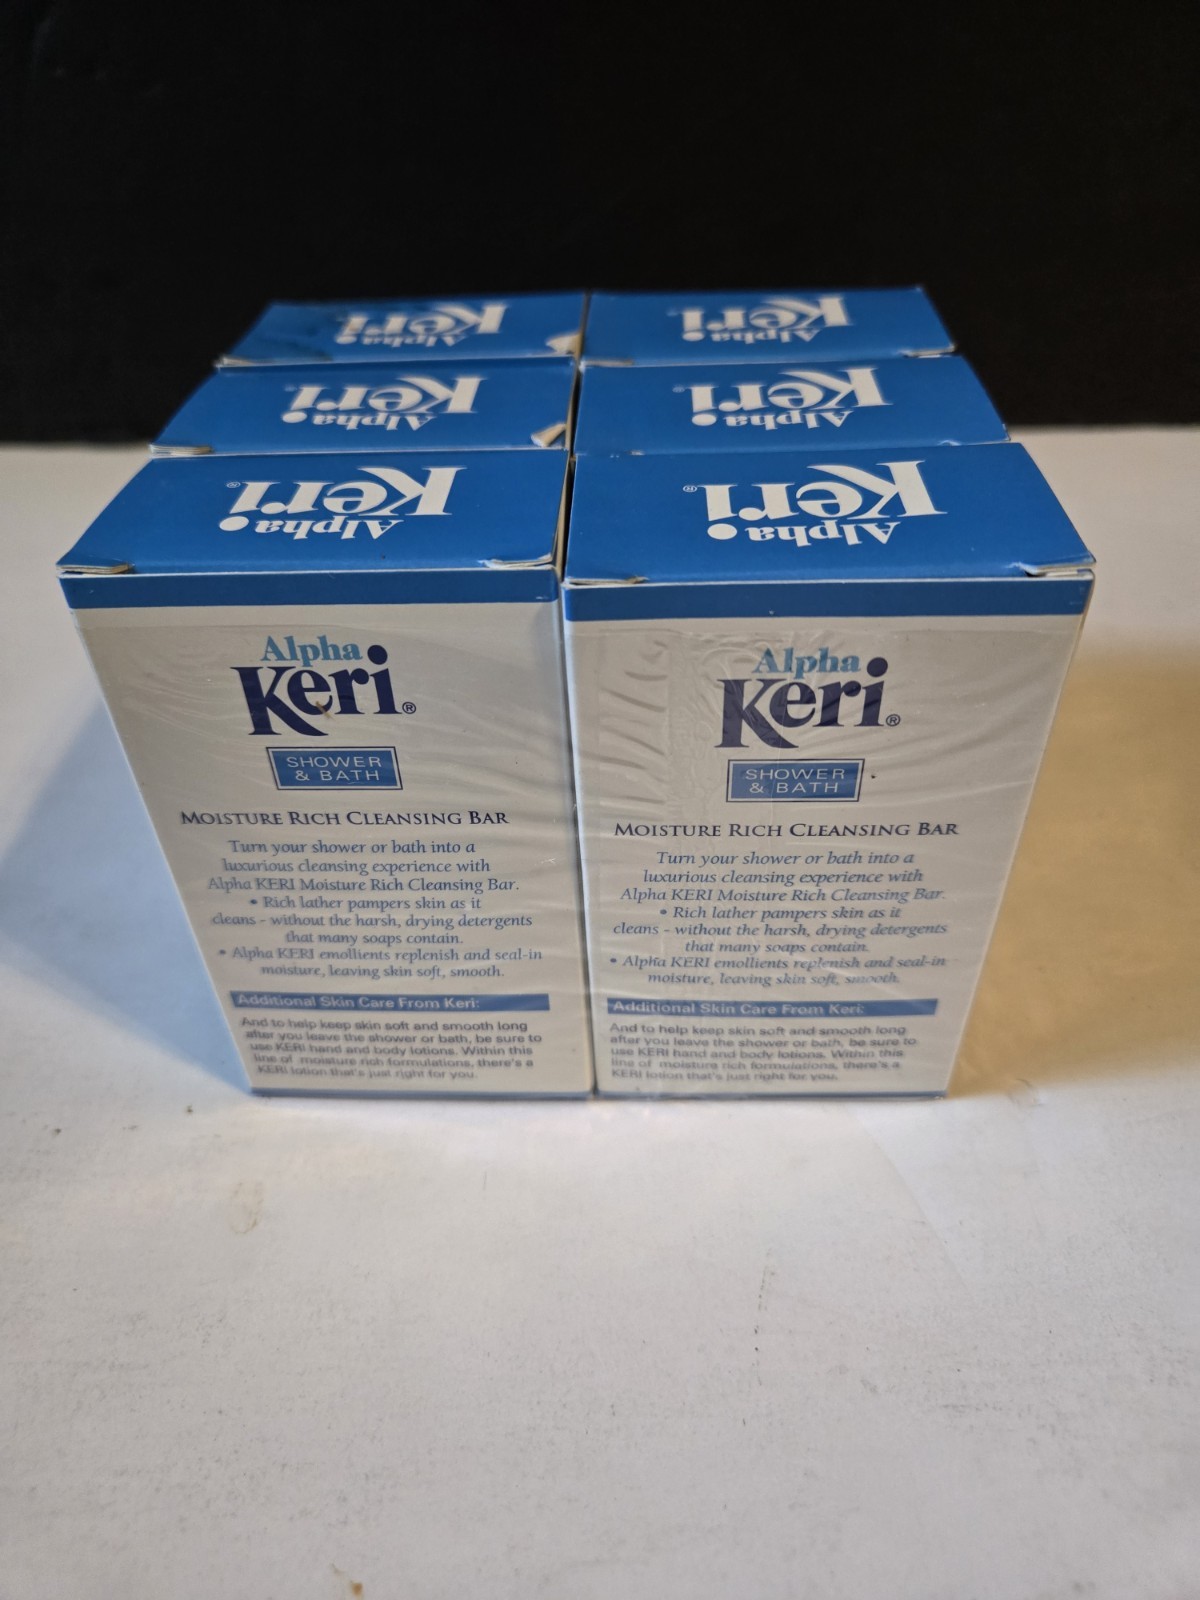 Alpha
Keri®
Alpha
Keri®
Alpha
Keri®
Alpha
Keri®
Alpha
Keri®
Alpha
Keri®
Alpha
Keri®
SHOWER
& BATH
MOISTURE RICH CLEANSING BAR
Turn your shower or bath into a
luxurious cleansing experience with
Alpha KERI Moisture Rich Cleansing Bar.
• Rich lather pampers skin as it
cleans - without the harsh, drying detergents
that many soaps contain.
• Alpha KERI emollients replenish and seal-in
moisture, leaving skin soft, smooth.
Additional Skin Care From Keri:
And to help keep skin soft and smooth long
after you leave the shower or bath, be sure to
use KERI hand and body lotions. Within this
line of moisture rich formulations, there's a
KERI lotion that's just right for you.
Alpha
Keri®
SHOWER
& BATH
MOISTURE RICH CLEANSING BAR
Turn your shower or bath into a
luxurious cleansing experience with
Alpha KERI Moisture Rich Cleansing Bar.
• Rich lather pampers skin as it
cleans - without the harsh, drying detergents
that many soaps contain.
• Alpha KERI emollients replenish and seal-in
moisture, leaving skin soft, smooth.
Additional Skin Care From Keri:
And to help keep skin soft and smooth long
after you leave the shower or bath, be sure to
use KERI hand and body lotions. Within this
line of moisture rich formulations, there's a
KERI lotion that's just right for you.